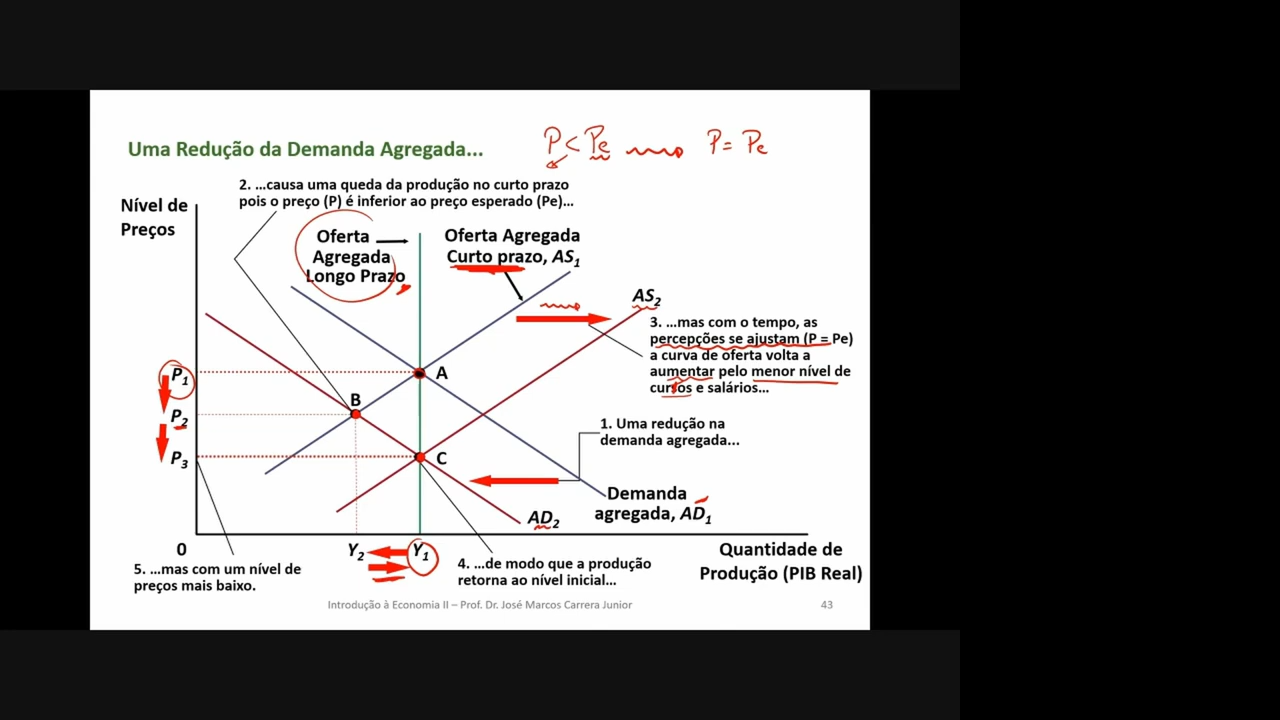 Uma Redução da Demanda Agregada...
P < Pe P = Pe
2. ...causa uma queda da produção no curto prazo
pois o preço (P) é inferior ao preço esperado (Pe)...
Nível de
Preços
Oferta
Agregada
Longo Prazo
Oferta Agregada
Curto prazo, AS1
AS2
3. ...mas com o tempo, as
percepções se ajustam (P = Pe)
a curva de oferta volta a
aumentar pelo menor nível de
cursos e salários...
P1
A
B
P2
1. Uma redução na
demanda agregada...
P3
C
Demanda
agregada, AD1
AD2
0
Y2
Y1
Quantidade de
Produção (PIB Real)
4. ...de modo que a produção
retorna ao nível inicial...
5. ...mas com um nível de
preços mais baixo.
Introdução à Economia II – Prof. Dr. José Marcos Carrera Junior
43